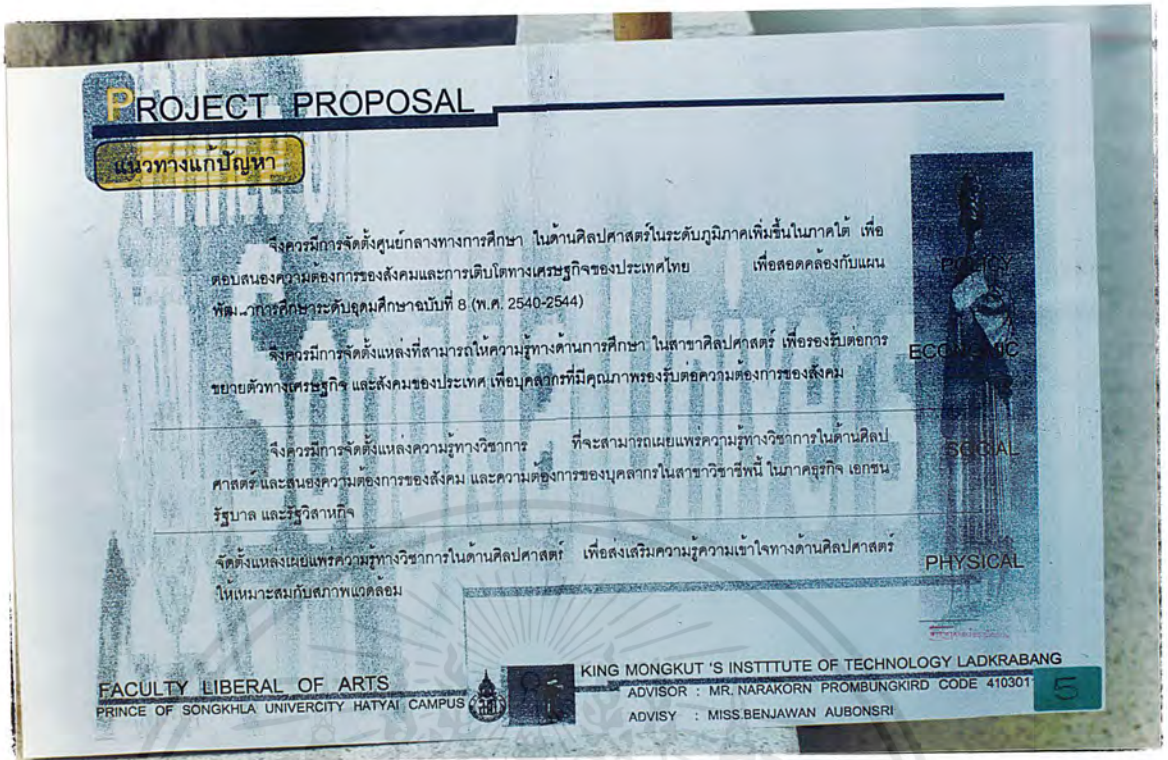 PROJECT PROPOSAL
แนวทางแก้ปัญหา
จึงควรมีการจัดตั้งศูนย์กลางทางการศึกษา ในด้านศิลปศาสตร์ในระดับภูมิภาคเพิ่มขึ้นในภาคใต้ เพื่อ
ตอบสนองความต้องการของสังคมและการเติบโตทางเศรษฐกิจของประเทศไทย เพื่อสอดคล้องกับแผน
พัฒนาการศึกษาระดับอุดมศึกษาฉบับที่ 8 (พ.ศ. 2540-2544)
POLICY
จึงควรมีการจัดตั้งแหล่งที่สามารถให้ความรู้ทางด้านการศึกษา ในสาขาศิลปศาสตร์ เพื่อรองรับต่อการ
ขยายตัวทางเศรษฐกิจ และสังคมของประเทศ เพื่อบุคลากรที่มีคุณภาพรองรับต่อความต้องการของสังคม
ECONOMIC
จึงควรมีการจัดตั้งแหล่งความรู้ทางวิชาการ ที่จะสามารถเผยแพร่ความรู้ทางวิชาการในด้านศิลป
ศาสตร์ และสนองความต้องการของสังคม และความต้องการของบุคลากรในสาขาวิชาชีพนี้ ในภาคธุรกิจ เอกชน
รัฐบาล และรัฐวิสาหกิจ
SOCIAL
จัดตั้งแหลงเผยแพรความรู้ทางวิชาการในด้านศิลปศาสตร์ เพื่อส่งเสริมความรู้ความเข้าใจทางด้านศิลปศาสตร์
ให้เหมาะสมกับสภาพแวดล้อม
PHYSICAL
Songkla Univers
FACULTY LIBERAL OF ARTS
PRINCE OF SONGKHLA UNIVERCITY HATYAI CAMPUS
KING MONGKUT 'S INSTTTUTE OF TECHNOLOGY LADKRABANG
ADVISOR : MR. NARAKORN PROMBUNGKIRD CODE 410301
ADVISY : MISS.BENJAWAN AUBONSRI
5